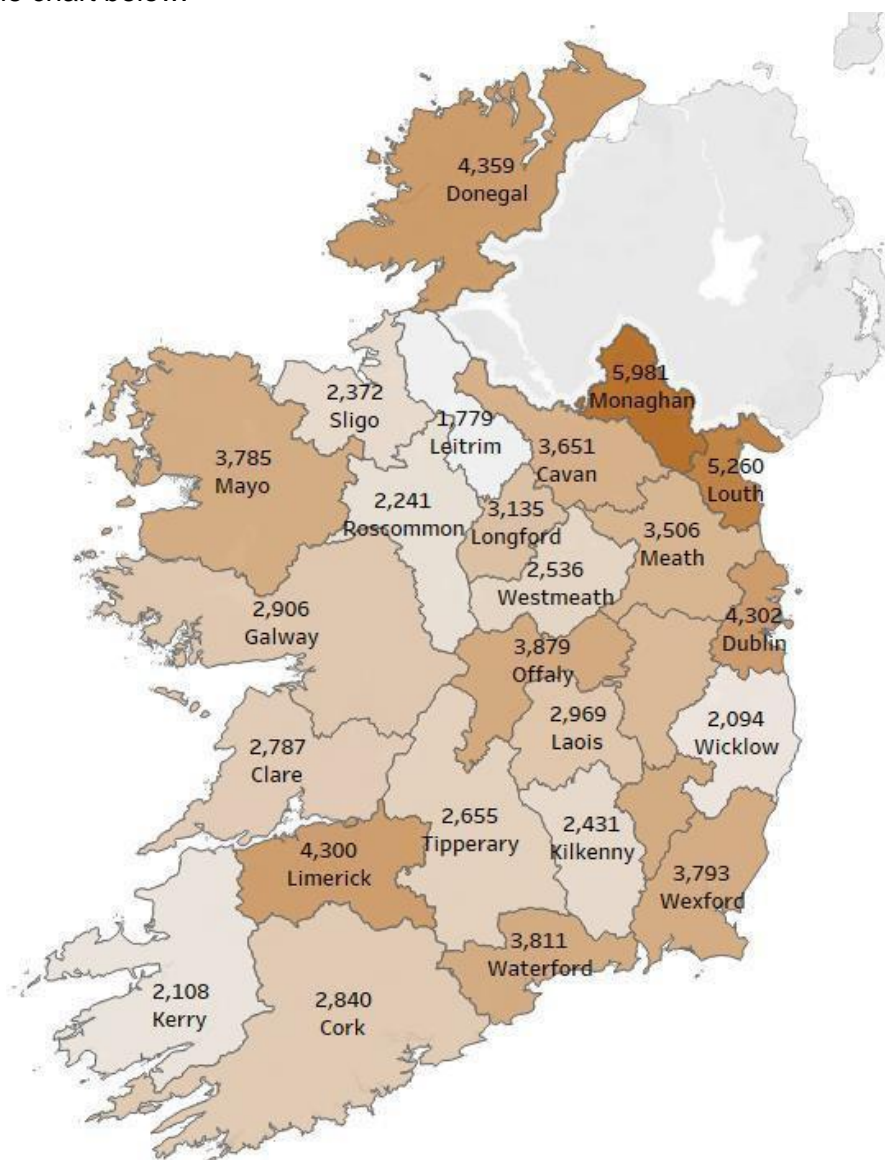 4,359
Donegal
5,981
Monaghan
2,372
Sligo
1,779
Leitrim
3,651
Cavan
5,260
Louth
3,785
Mayo
2,241
Roscommon
3,135
Longford
3,506
Meath
2,536
Westmeath
2,906
Galway
4,302
Dublin
3,879
Offaly
2,969
Laois
2,094
Wicklow
2,787
Clare
2,655
Tipperary
2,431
Kilkenny
4,300
Limerick
3,793
Wexford
3,811
Waterford
2,108
Kerry
2,840
Cork